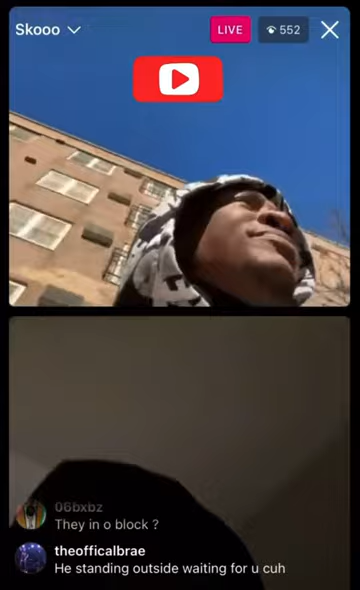 Skooo
LIVE
552
06bxbz
They in o block ?
theofficalbrae
He standing outside waiting for u cuh